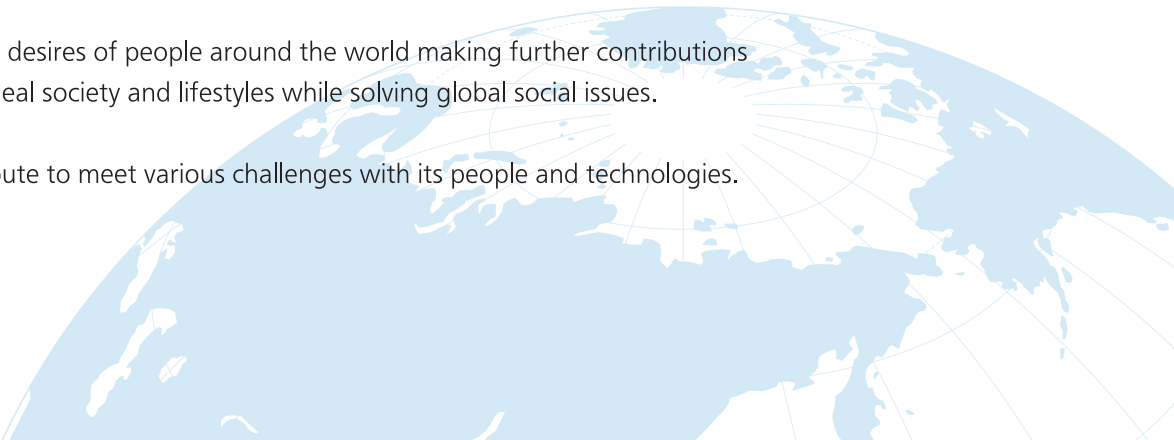 desires of people around the world making further contributions
eal society and lifestyles while solving global social issues.
ute to meet various challenges with its people and technologies.